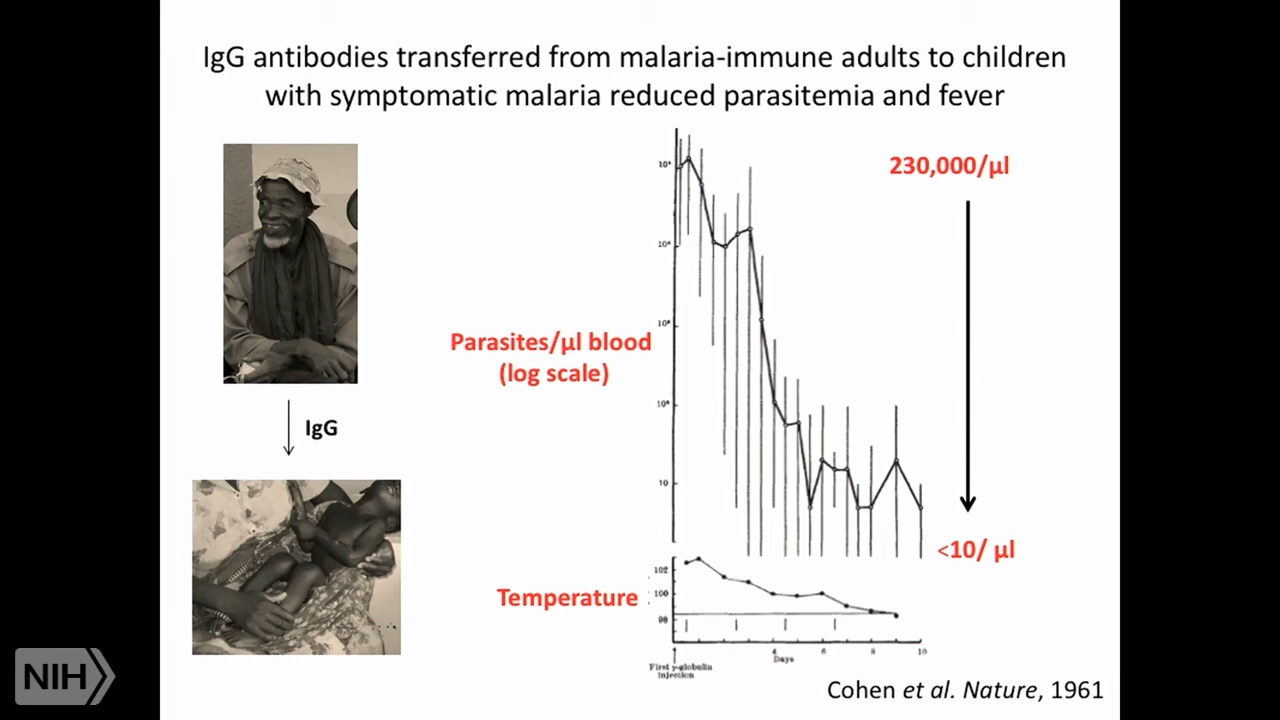 IgG antibodies transferred from malaria-immune adults to children
with symptomatic malaria reduced parasitemia and fever
230,000/µl
10⁴
Parasites/µl blood
(log scale)
10
IgG
<10/ µl
Temperature
102
100
98
4
6
8
10
Days
First γ-globulin
injection
Cohen et al. Nature, 1961
NIH